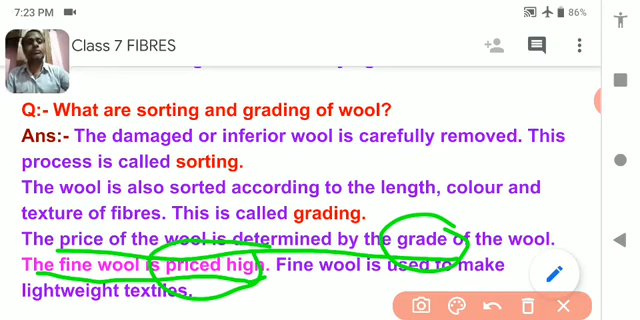 7:23 PM
86%
Class 7 FIBRES
Q:- What are sorting and grading of wool?
Ans:- The damaged or inferior wool is carefully removed. This
process is called sorting.
The wool is also sorted according to the length, colour and
texture of fibres. This is called grading.
The price of the wool is determined by the grade of the wool.
The fine wool is priced high. Fine wool is used to make
lightweight textiles.